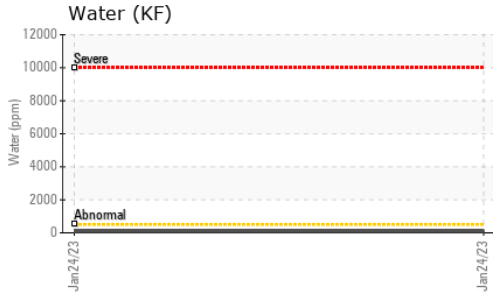 Water (KF)
12000
10000
8000
6000
4000
2000
0
Water (ppm)
Severe
Abnormal
Jan24/23
Jan24/23